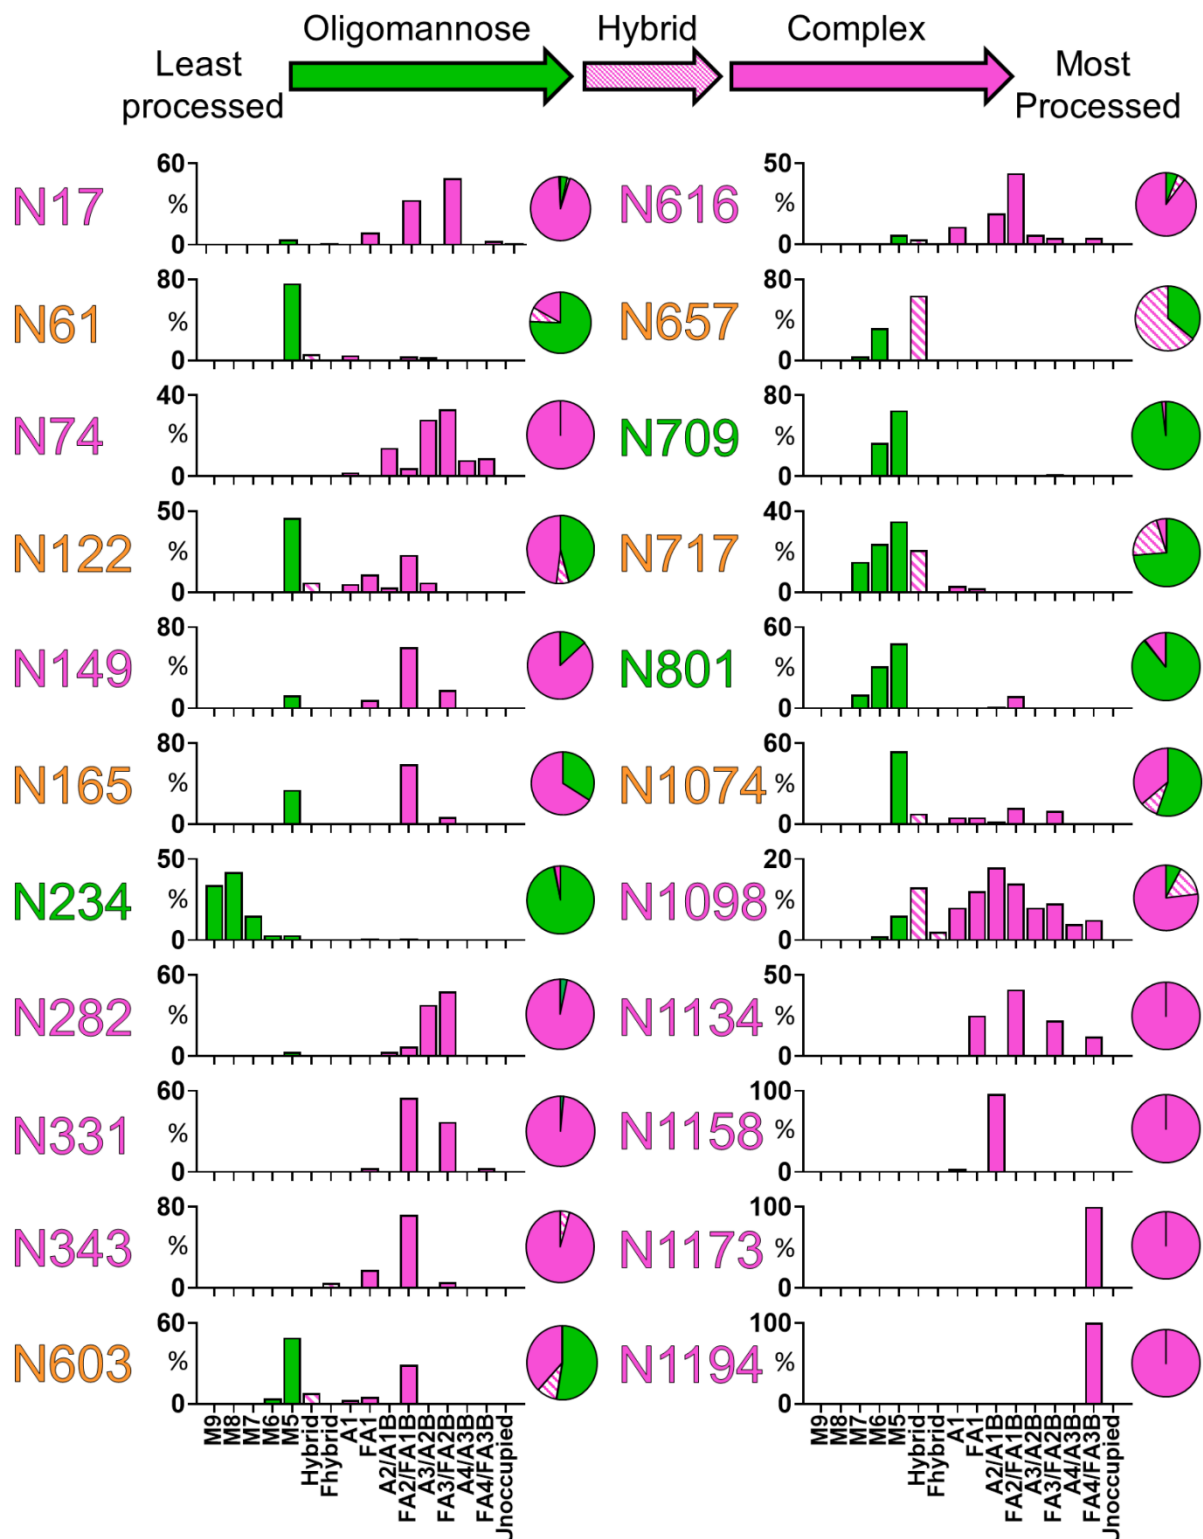 Oligomannose Hybrid Complex
Least processed
Most Processed
N17 60 % 0
N616 50 % 0
N61 80 % 0
N657 % 80 0
N74 40 % 0
N709 80 % 0
N122 50 % 0
N717 40 % 0
N149 80 % 0
N801 60 % 0
N165 80 % 0
N1074 60 % 0
N234 50 % 0
N1098 20 % 0
N282 60 % 0
N1134 50 % 0
N331 60 % 0
N1158 100 % 0
N343 80 % 0
N1173 100 % 0
N603 60 % 0
N1194 100 % 0
M9
M8
M7
M6
M5
Hybrid
Fhybrid
A1
FA1
A2/A1B
FA2/FA1B
A3/A2B
FA3/FA2B
A4/A3B
FA4/FA3B
Unoccupied
M9
M8
M7
M6
M5
Hybrid
Fhybrid
A1
FA1
A2/A1B
FA2/FA1B
A3/A2B
FA3/FA2B
A4/A3B
FA4/FA3B
Unoccupied